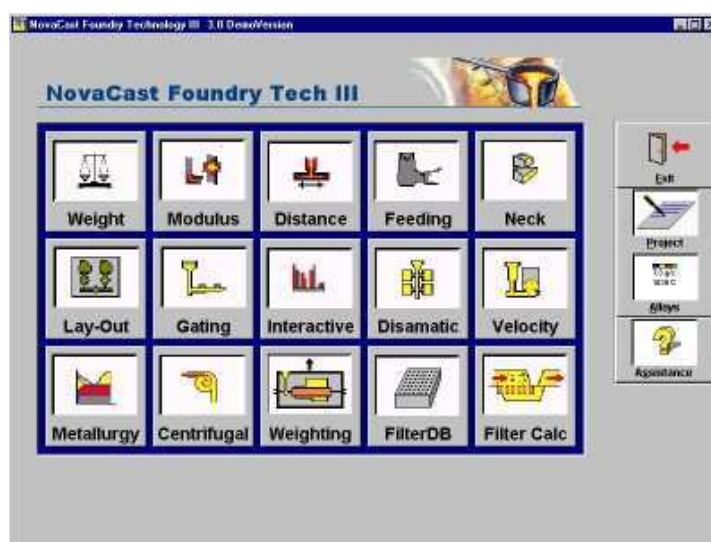 NovaCast Foundry Technology III 3.0 DemoVersion
NovaCast Foundry Tech III
Weight Modulus Distance Feeding Neck
Lay-Out Gating Interactive Disamatic Velocity
Metallurgy Centrifugal Weighting FilterDB Filter Calc
Exit
Project
Alloys
Assistance